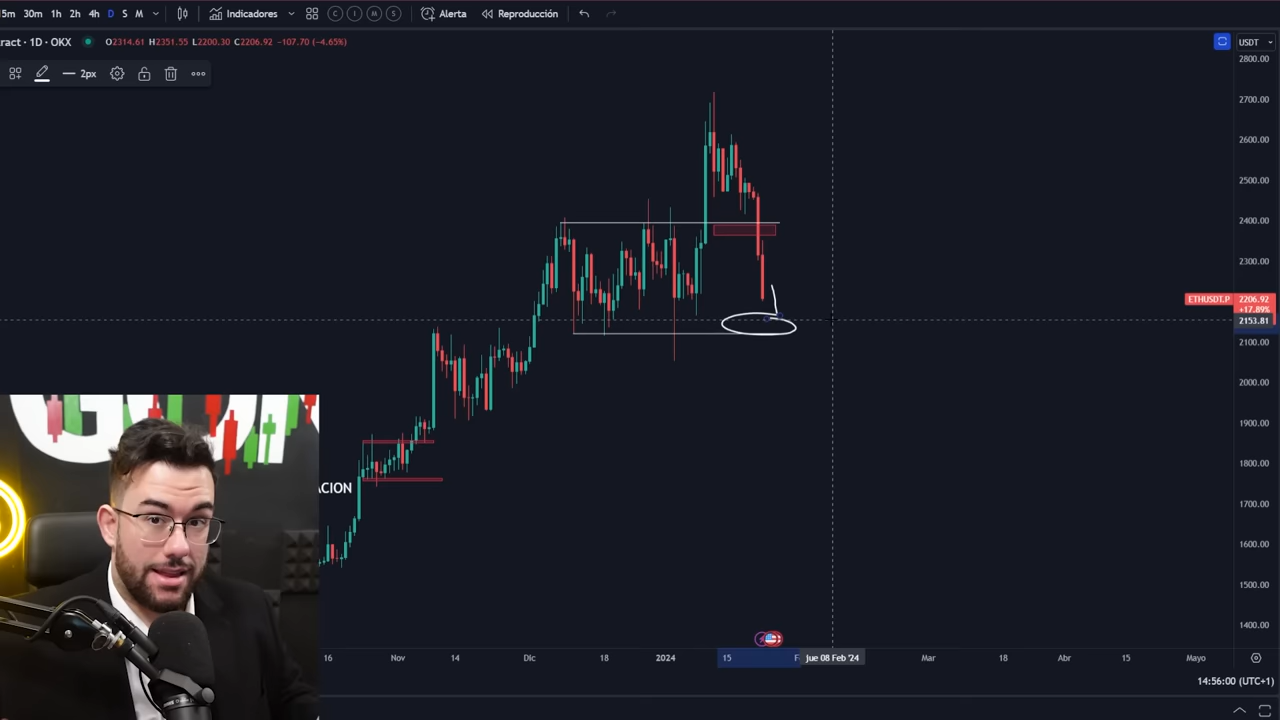 15m 30m 1h 2h 4h D S M Indicadores C I M S Alerta Reproducción
ract · 1D · OKX O2314.61 H2351.55 L2200.30 C2206.92 −107.70 (−4.65%) USDT
2px
2800.00
2700.00
2600.00
2500.00
2400.00
2300.00
ETHUSDT.P 2206.92
+17.89%
2153.81
2100.00
2000.00
1900.00
1800.00
ACION
1700.00
1600.00
1500.00
1400.00
16 Nov 14 Dic 18 2024 15 F Jue 08 Feb '24 Mar 18 Abr 15 Mayo
14:56:00 (UTC+1)